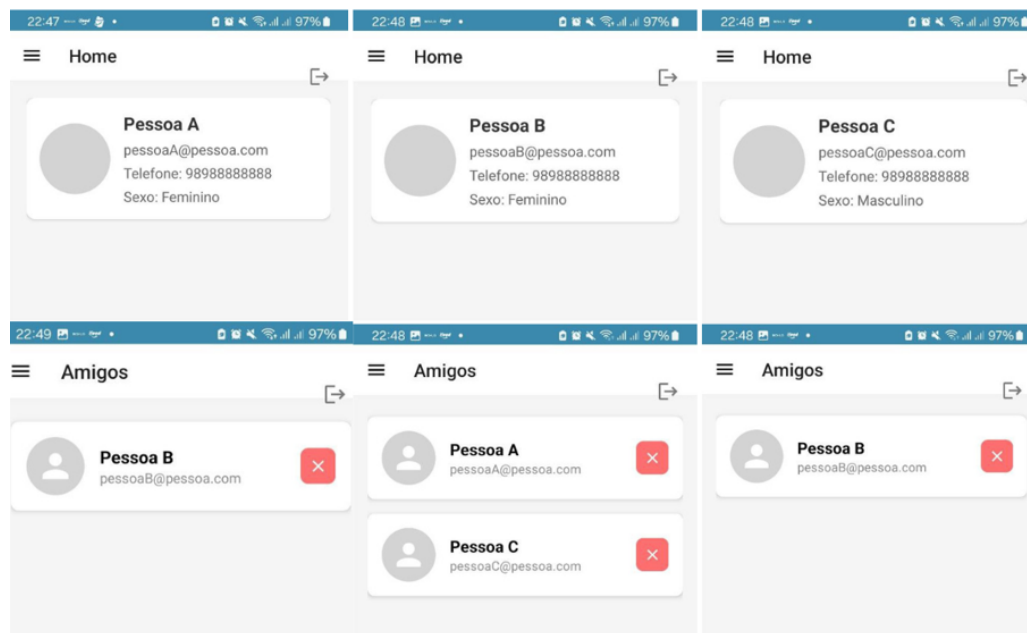 22:47
97%
Home
Pessoa A
pessoaA@pessoa.com
Telefone: 98988888888
Sexo: Feminino
22:48
97%
Home
Pessoa B
pessoaB@pessoa.com
Telefone: 98988888888
Sexo: Feminino
22:48
97%
Home
Pessoa C
pessoaC@pessoa.com
Telefone: 98988888888
Sexo: Masculino
22:49
97%
Amigos
Pessoa B
pessoaB@pessoa.com
22:48
97%
Amigos
Pessoa A
pessoaA@pessoa.com
Pessoa C
pessoaC@pessoa.com
22:48
97%
Amigos
Pessoa B
pessoaB@pessoa.com